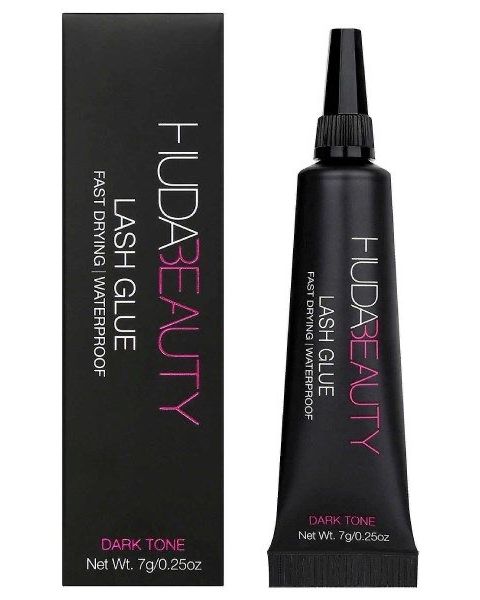 HUDABEAUTY
LASH GLUE
FAST DRYING | WATERPROOF
DARK TONE
Net Wt. 7g/0.25oz
HUDABEAUTY
LASH GLUE
FAST DRYING | WATERPROOF
DARK TONE
Net Wt. 7g/0.25oz